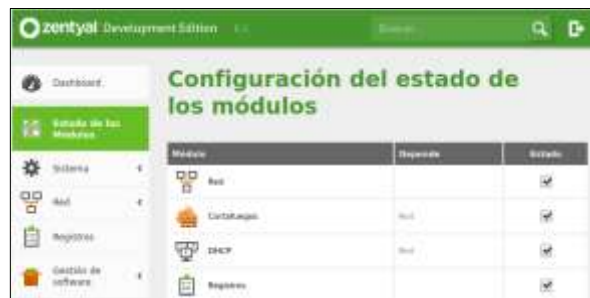 zentyal Development Edition
Buscar...
Dashboard
Configuración del estado de
los módulos
Estado de los
Módulos
Módulo Depende Estado
Sistema
Red
Red
Cortafuegos Red
DHCP Red
Registros
Registros
Gestión de
software